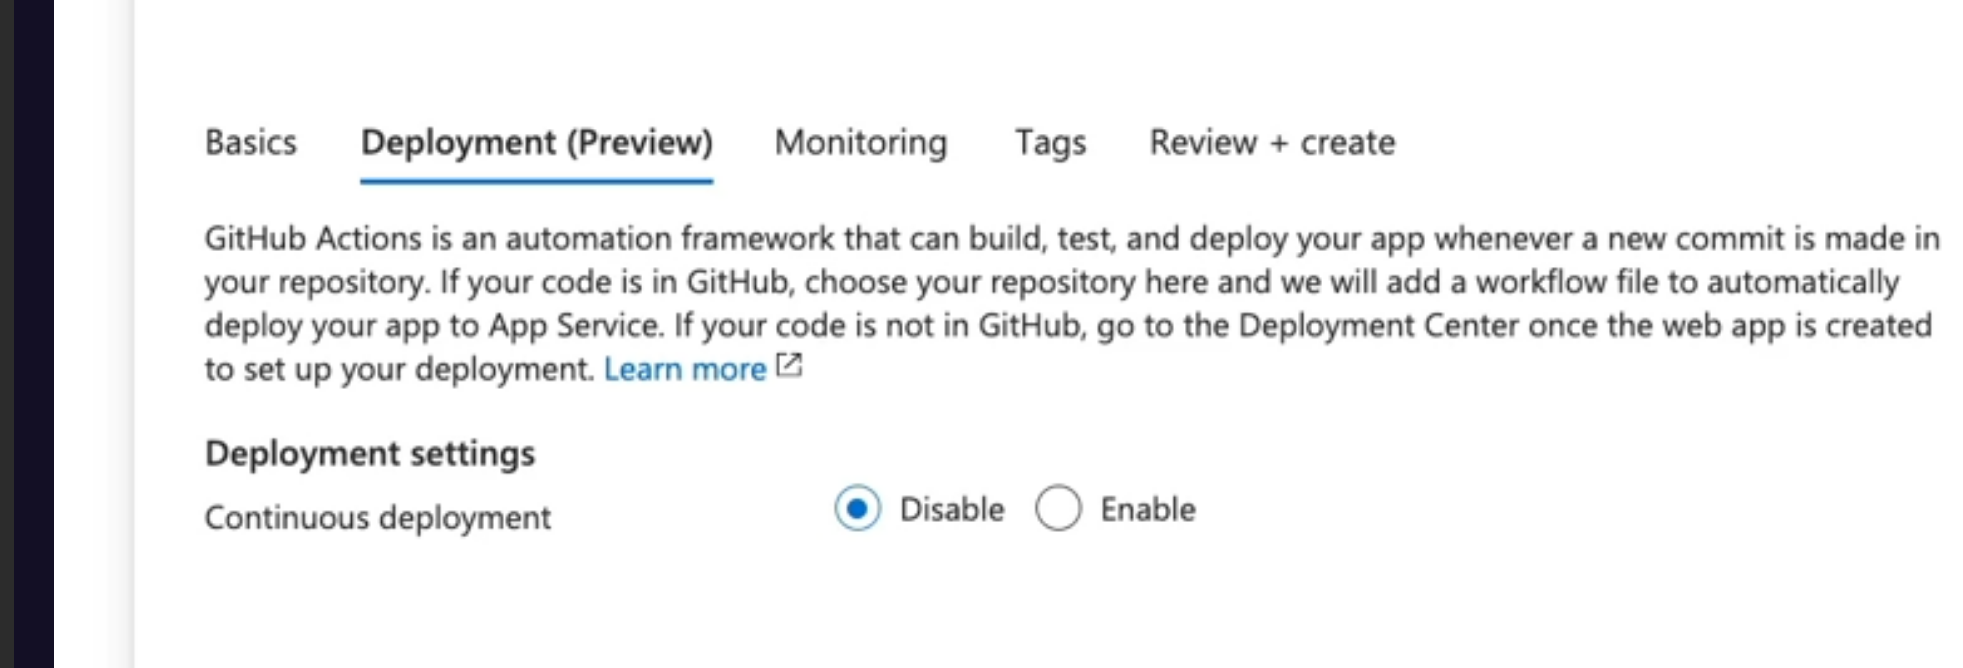 Basics Deployment (Preview) Monitoring Tags Review + create
GitHub Actions is an automation framework that can build, test, and deploy your app whenever a new commit is made in
your repository. If your code is in GitHub, choose your repository here and we will add a workflow file to automatically
deploy your app to App Service. If your code is not in GitHub, go to the Deployment Center once the web app is created
to set up your deployment. Learn more
Deployment settings
Continuous deployment Disable Enable